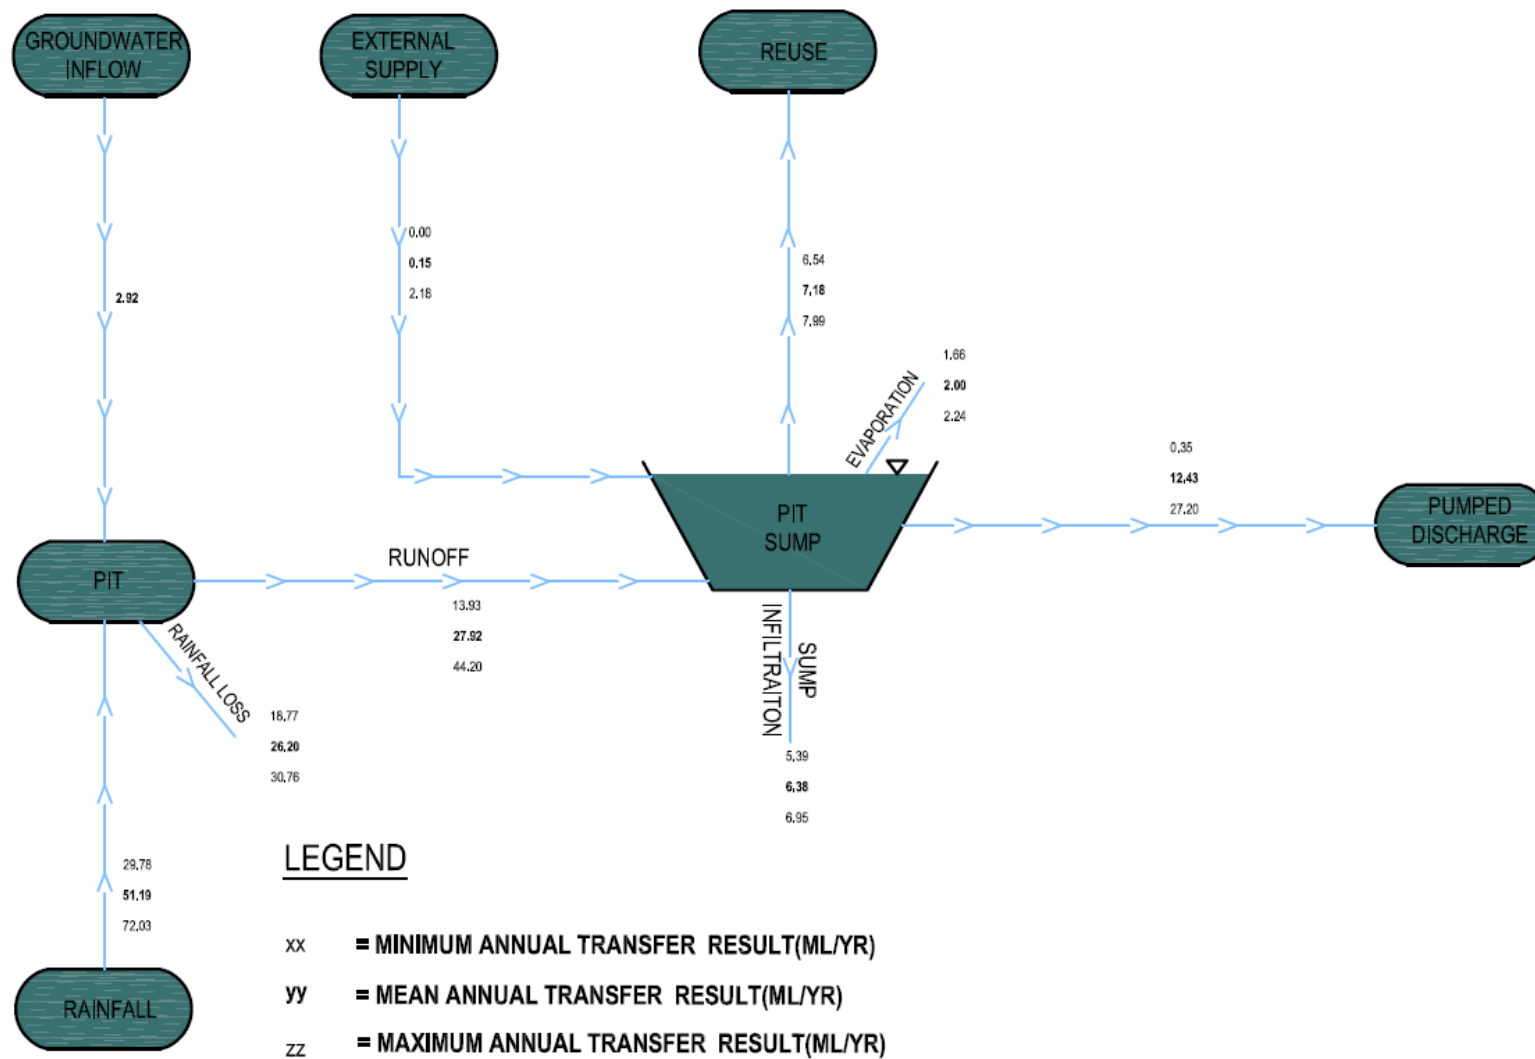 GROUNDWATER
INFLOW
EXTERNAL
SUPPLY
REUSE
0.00
0.15
2.18
2.92
6.54
7.18
7.99
EVAPORATION
1.66
2.00
2.24
0.35
12.43
27.20
PUMPED
DISCHARGE
PIT
SUMP
PIT
RUNOFF
13.93
27.92
44.20
RAINFALL LOSS
18.77
26.20
30.76
SUMP
INFILTRAITON
5.39
6.38
6.95
29.78
51.19
72.03
RAINFALL
LEGEND
xx = MINIMUM ANNUAL TRANSFER RESULT(ML/YR)
yy = MEAN ANNUAL TRANSFER RESULT(ML/YR)
zz = MAXIMUM ANNUAL TRANSFER RESULT(ML/YR)